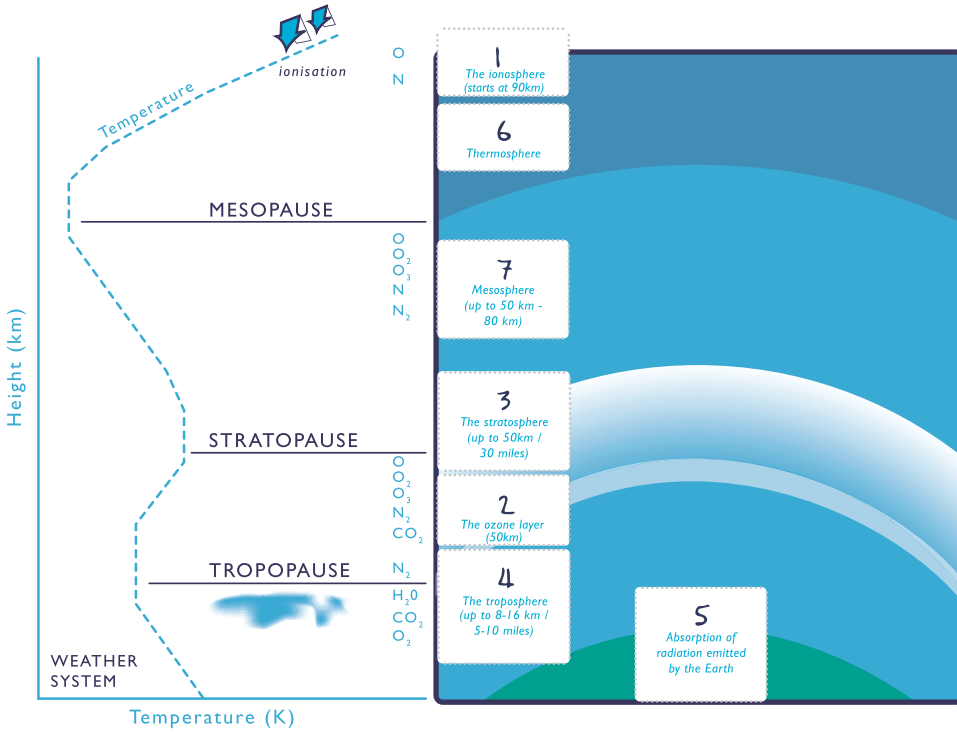 ionisation
Temperature
O
N
MESOPAUSE
O
O₂
O₃
N
N₂
STRATOPAUSE
O
O₂
O₃
N₂
CO₂
TROPOPAUSE
N₂
H₂0
CO₂
O₂
WEATHER
SYSTEM
Height (km)
Temperature (K)
1
The ionosphere
(starts at 90km)
6
Thermosphere
7
Mesosphere
(up to 50 km -
80 km)
3
The stratosphere
(up to 50km /
30 miles)
2
The ozone layer
(50km)
4
The troposphere
(up to 8-16 km /
5-10 miles)
5
Absorption of
radiation emitted
by the Earth